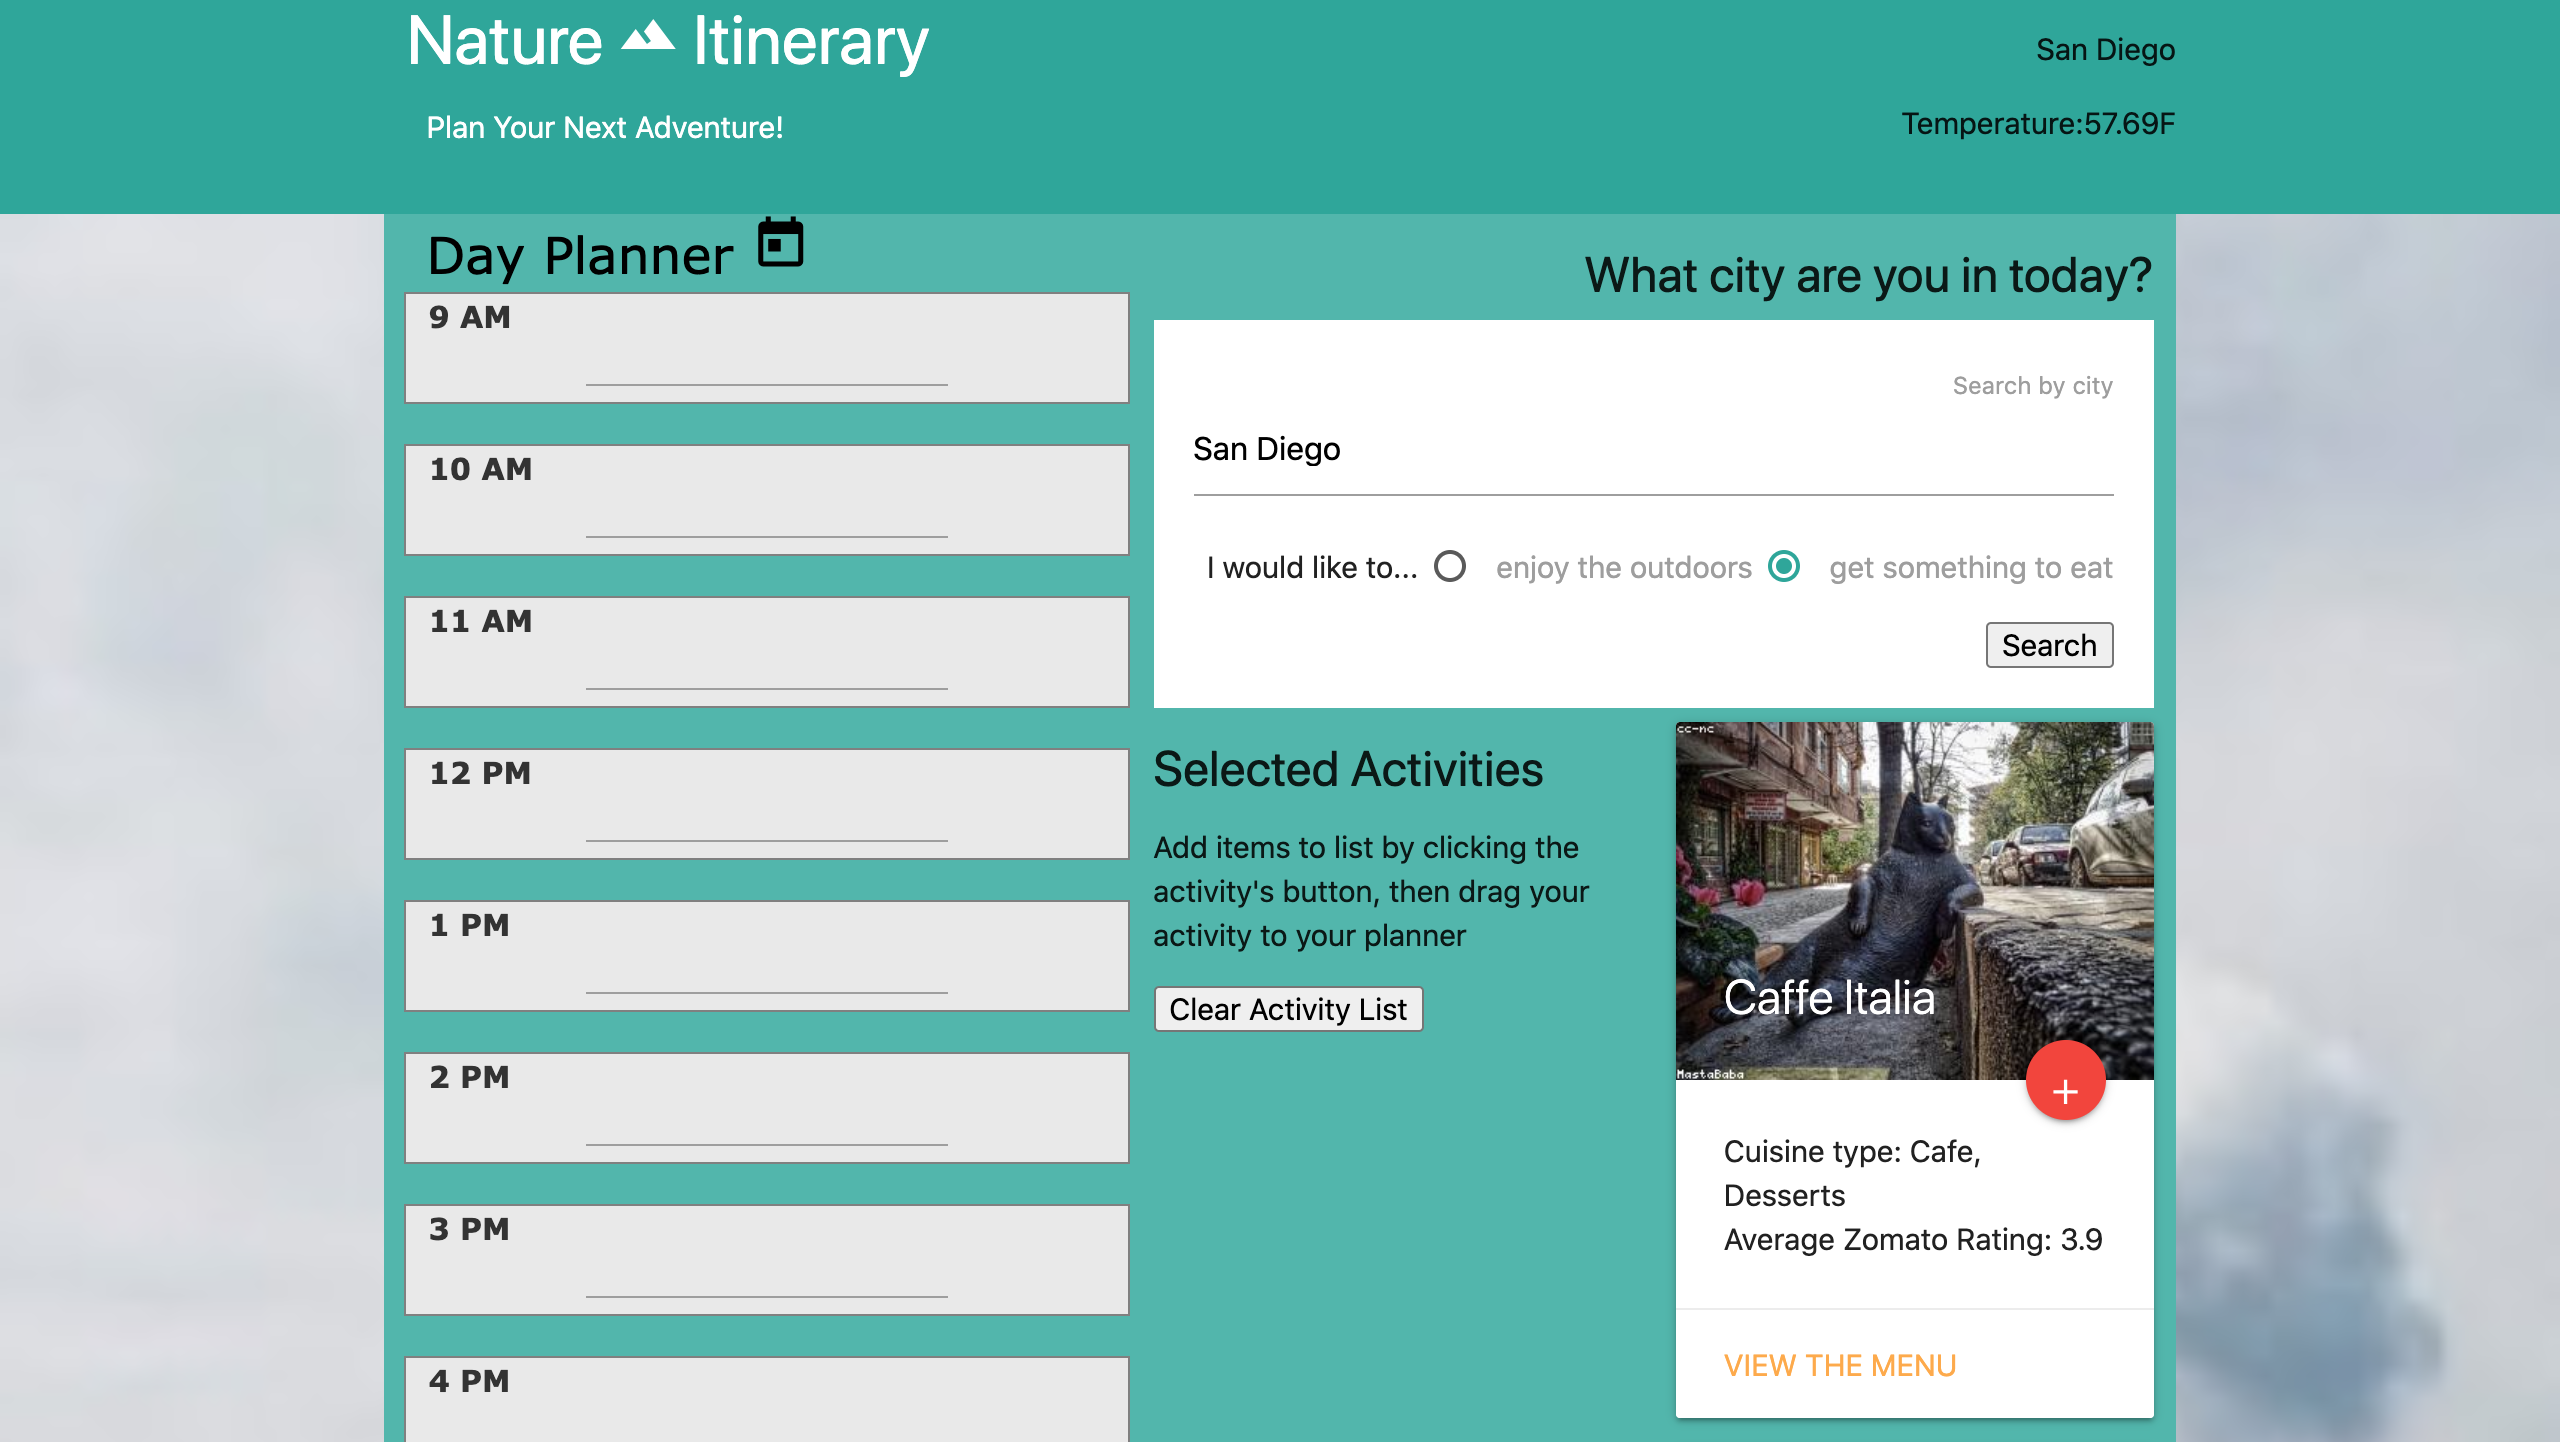 Nature Itinerary
Plan Your Next Adventure!
San Diego
Temperature:57.69F
Day Planner
9 AM
10 AM
11 AM
12 PM
1 PM
2 PM
3 PM
4 PM
What city are you in today?
Search by city
San Diego
I would like to... enjoy the outdoors get something to eat
Search
Selected Activities
Add items to list by clicking the
activity's button, then drag your
activity to your planner
Clear Activity List
cc-nc
Caffe Italia
MastaBaba
+
Cuisine type: Cafe,
Desserts
Average Zomato Rating: 3.9
VIEW THE MENU